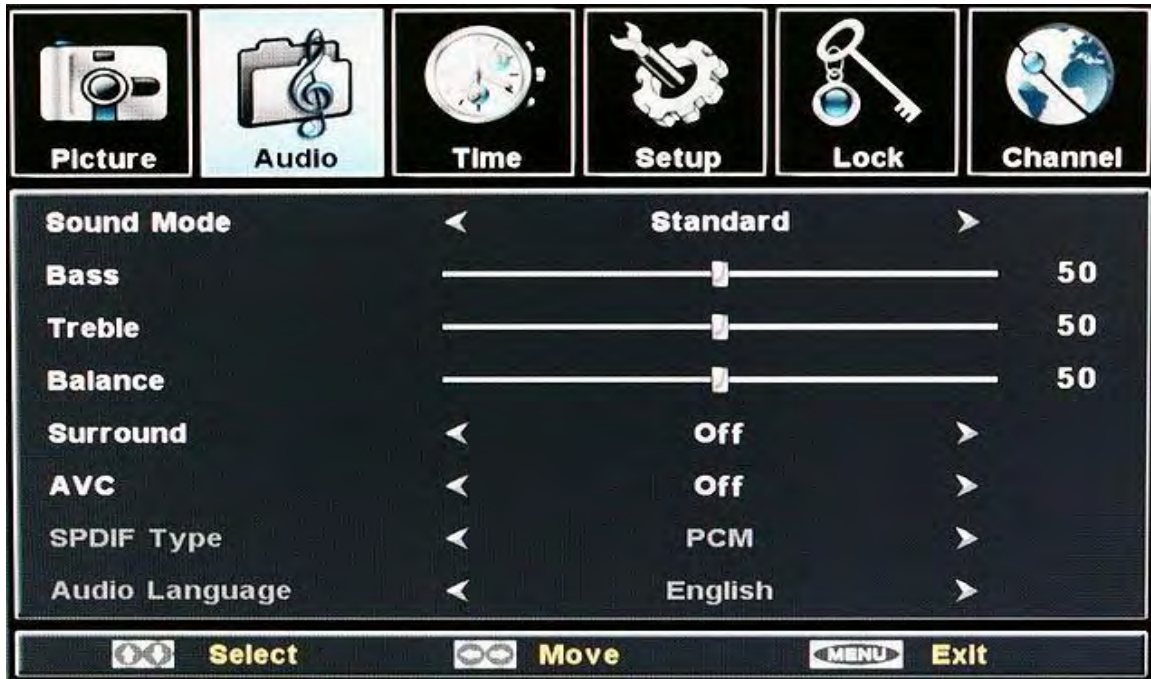 Picture Audio Time Setup Lock Channel
Sound Mode Standard
Bass 50
Treble 50
Balance 50
Surround Off
AVC Off
SPDIF Type PCM
Audio Language English
Select Move MENU Exit